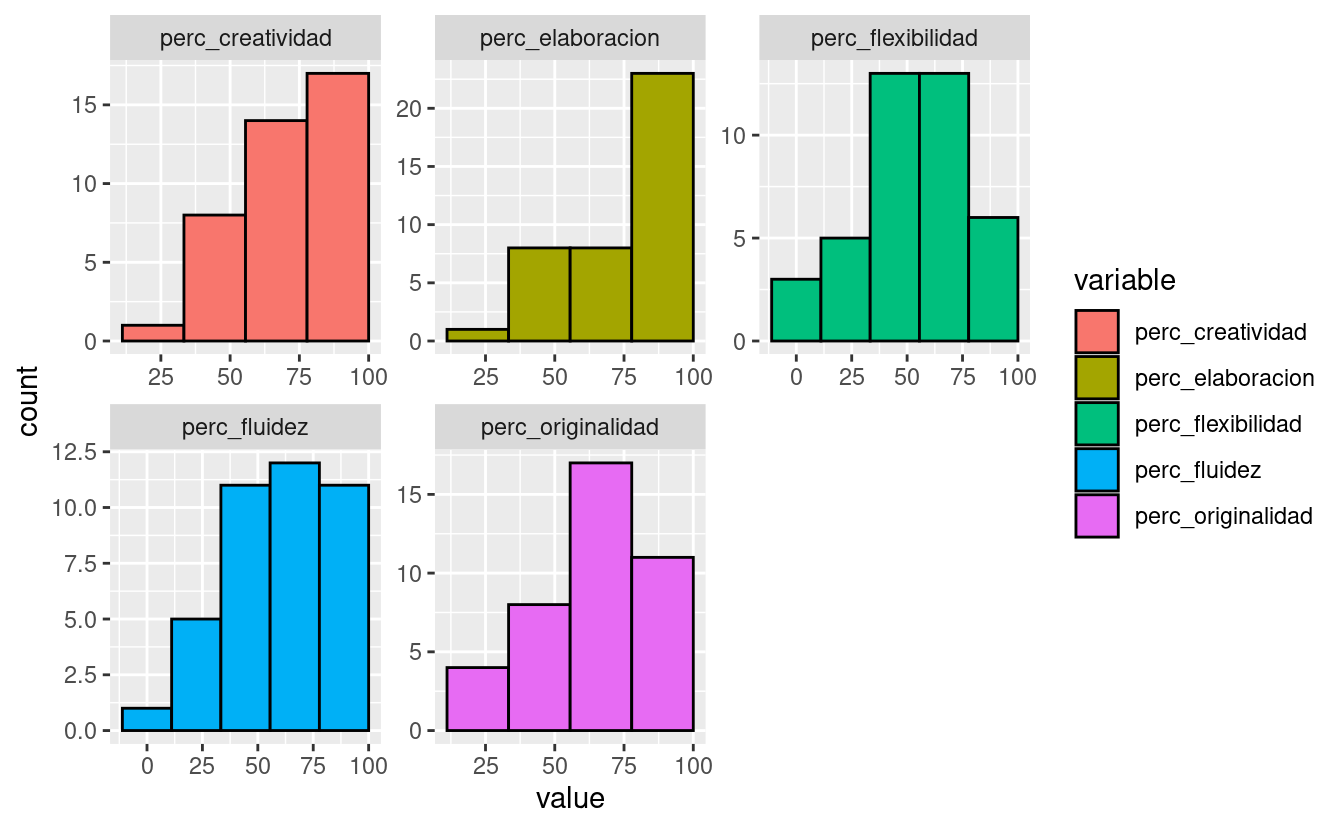 perc_creatividad
perc_elaboracion
perc_flexibilidad
15
10
5
0
20
15
10
5
0
10
5
0
25 50 75 100
25 50 75 100
0 25 50 75 100
count
perc_fluidez
perc_originalidad
12.5
10.0
7.5
5.0
2.5
0.0
15
10
5
0
0 25 50 75 100
25 50 75 100
value
variable
perc_creatividad
perc_elaboracion
perc_flexibilidad
perc_fluidez
perc_originalidad